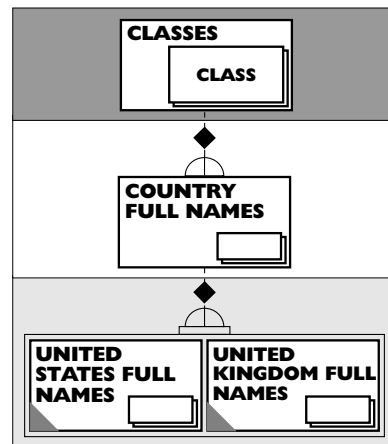 CLASSES
CLASS
COUNTRY
FULL NAMES
UNITED
STATES FULL
NAMES
UNITED
KINGDOM FULL
NAMES